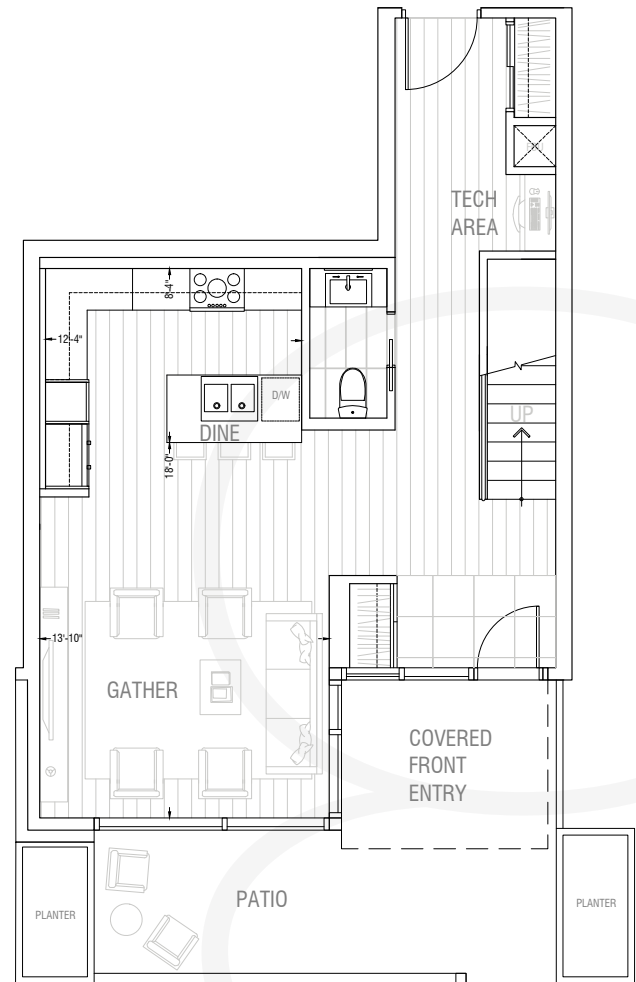 TECH
AREA
8'-4"
12'-4"
D/W
DINE
18'-0"
UP
13'-10"
GATHER
COVERED
FRONT
ENTRY
PATIO
PLANTER
PLANTER